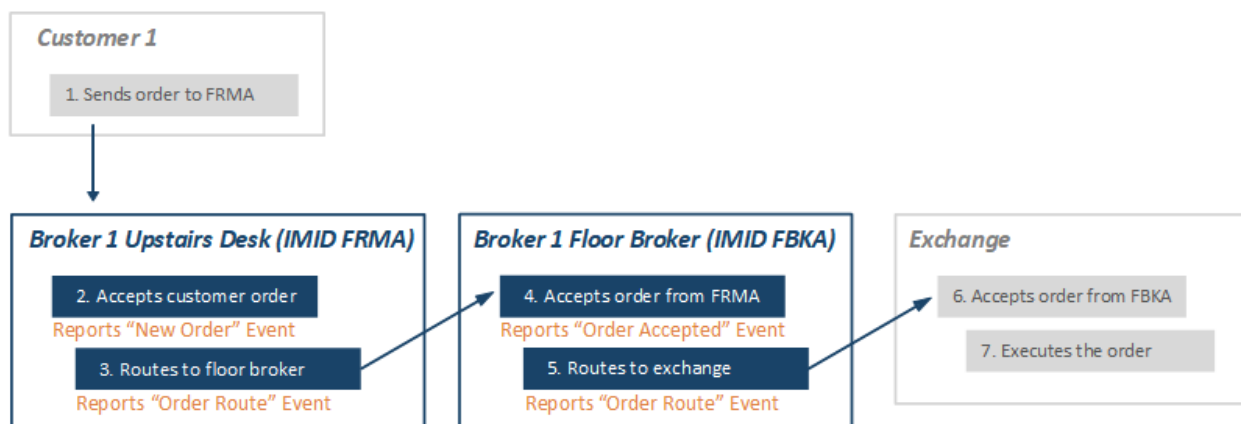 Customer 1
1. Sends order to FRMA
Broker 1 Upstairs Desk (IMID FRMA)
2. Accepts customer order
Reports “New Order” Event
3. Routes to floor broker
Reports “Order Route” Event
Broker 1 Floor Broker (IMID FBKA)
4. Accepts order from FRMA
Reports “Order Accepted” Event
5. Routes to exchange
Reports “Order Route” Event
Exchange
6. Accepts order from FBKA
7. Executes the order